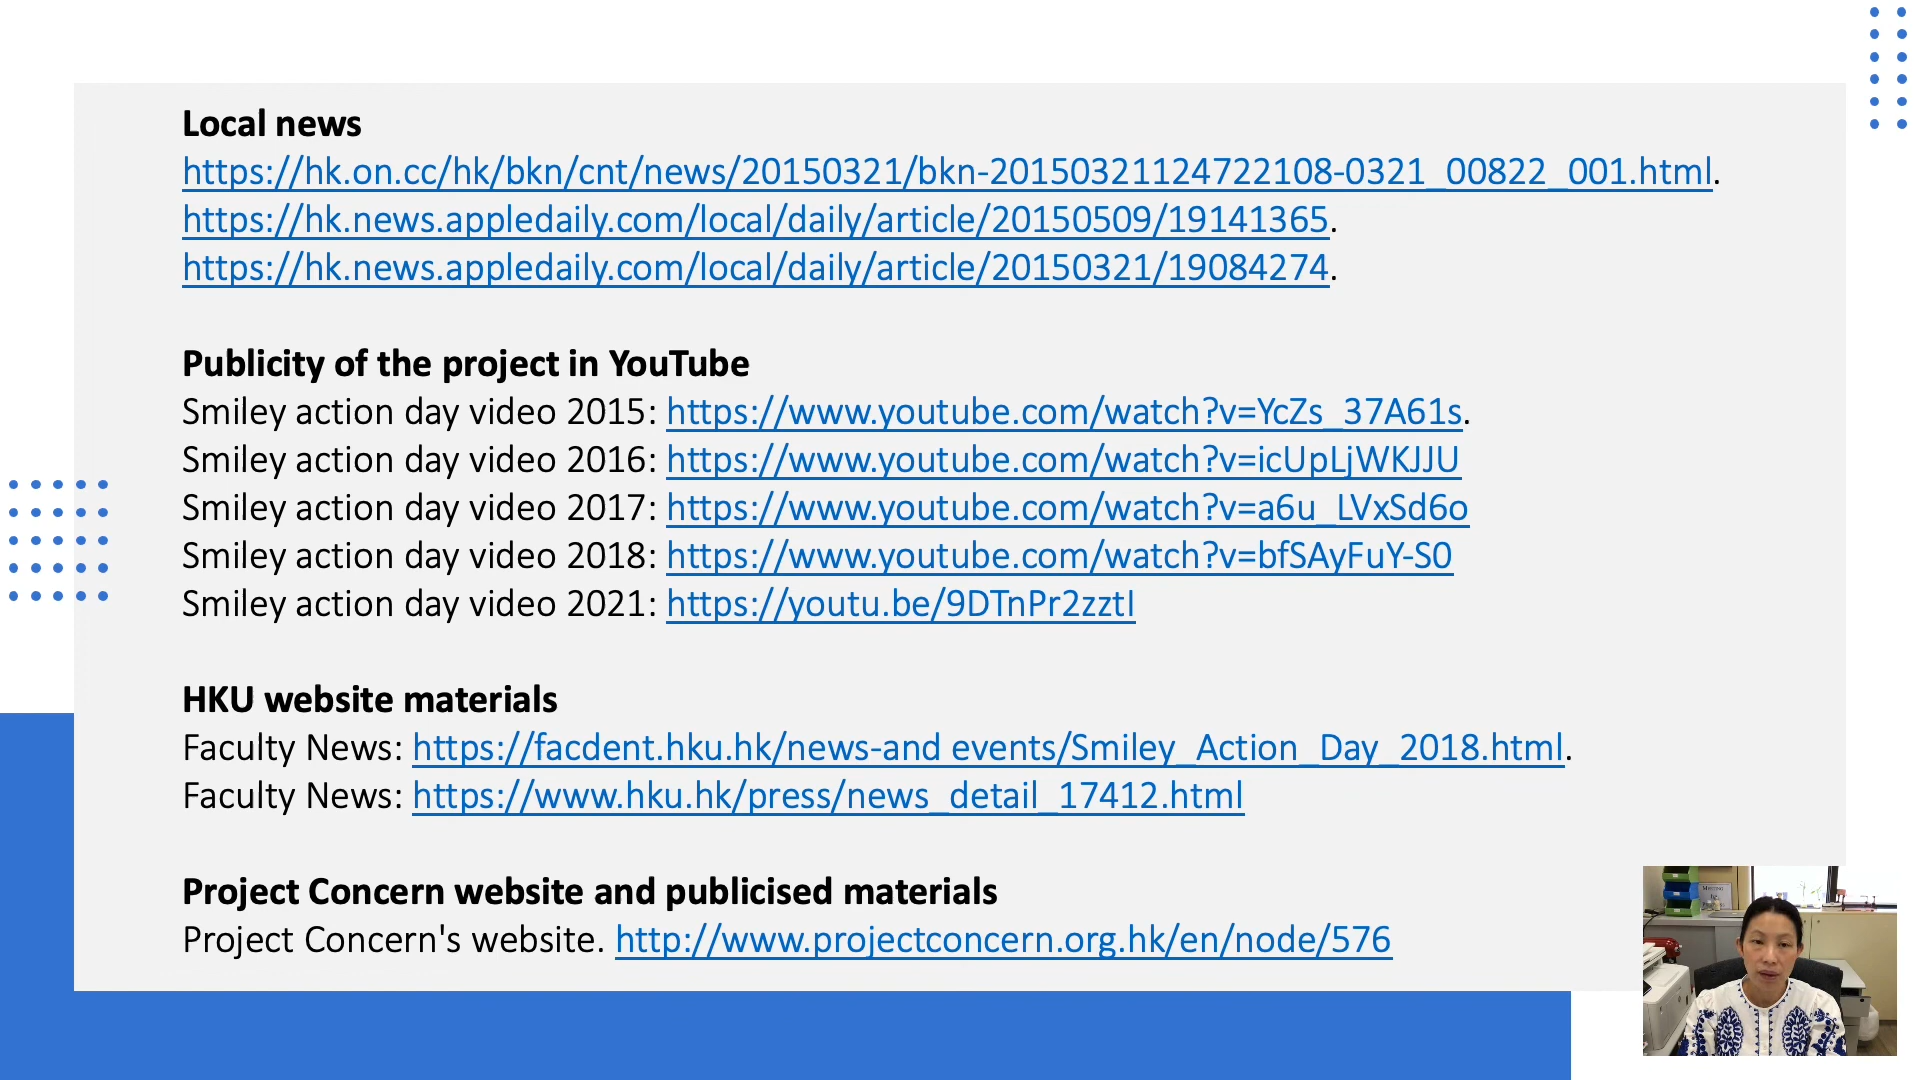 Local news
https://hk.on.cc/hk/bkn/cnt/news/20150321/bkn-20150321124722108-0321_00822_001.html.
https://hk.news.appledaily.com/local/daily/article/20150509/19141365.
https://hk.news.appledaily.com/local/daily/article/20150321/19084274.
Publicity of the project in YouTube
Smiley action day video 2015: https://www.youtube.com/watch?v=YcZs_37A61s.
Smiley action day video 2016: https://www.youtube.com/watch?v=icUpLjWKJJU
Smiley action day video 2017: https://www.youtube.com/watch?v=a6u_LVxSd6o
Smiley action day video 2018: https://www.youtube.com/watch?v=bfSAyFuY-S0
Smiley action day video 2021: https://youtu.be/9DTnPr2zztI
HKU website materials
Faculty News: https://facdent.hku.hk/news-and events/Smiley_Action_Day_2018.html.
Faculty News: https://www.hku.hk/press/news_detail_17412.html
Project Concern website and publicised materials
Project Concern's website. http://www.projectconcern.org.hk/en/node/576